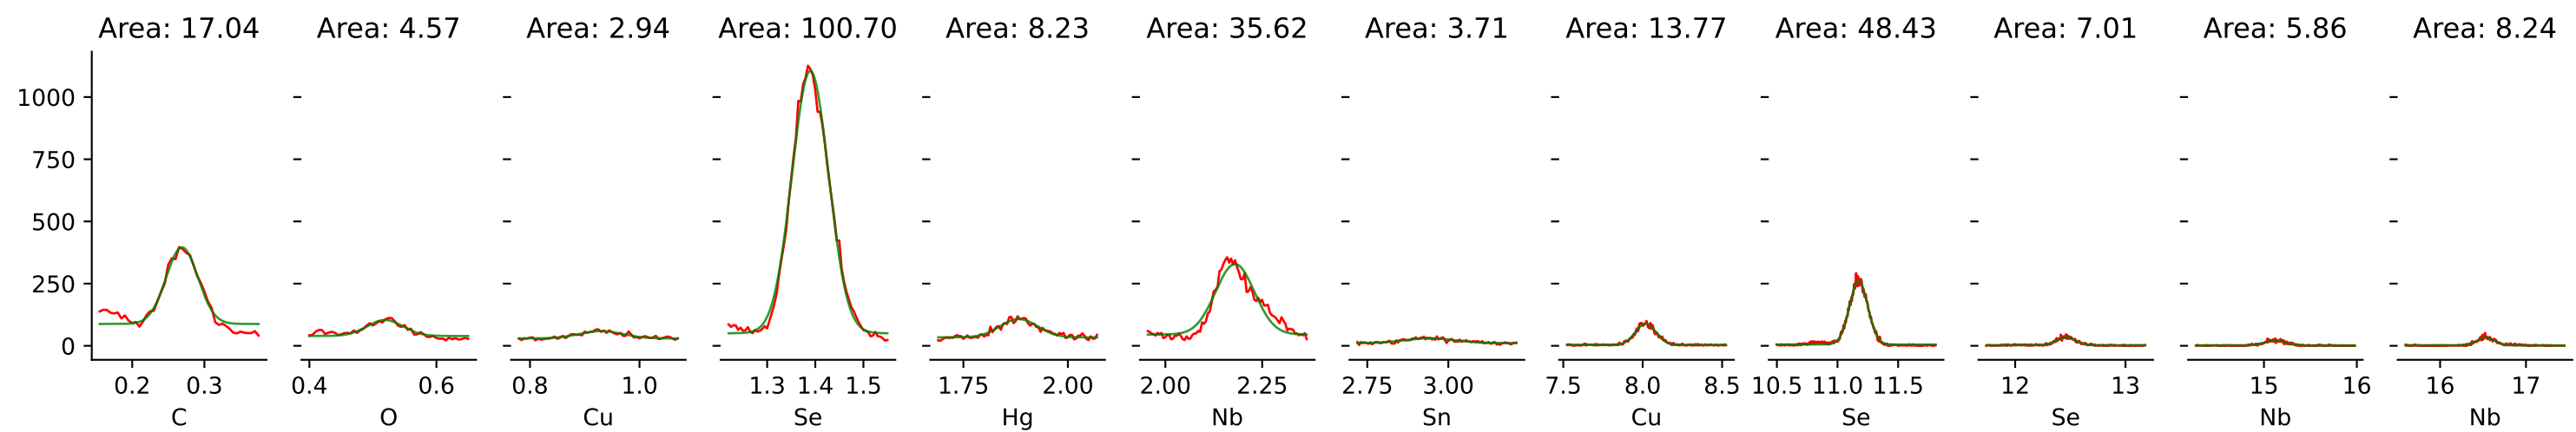 Area: 17.04 Area: 4.57 Area: 2.94 Area: 100.70 Area: 8.23 Area: 35.62 Area: 3.71 Area: 13.77 Area: 48.43 Area: 7.01 Area: 5.86 Area: 8.24
1000
750
500
250
0
0.2 0.3 0.4 0.6 0.8 1.0 1.3 1.4 1.5 1.75 2.00 2.00 2.25 2.75 3.00 7.5 8.0 8.5 10.5 11.0 11.5 12 13 15 16 16 17
C O Cu Se Hg Nb Sn Cu Se Se Nb Nb